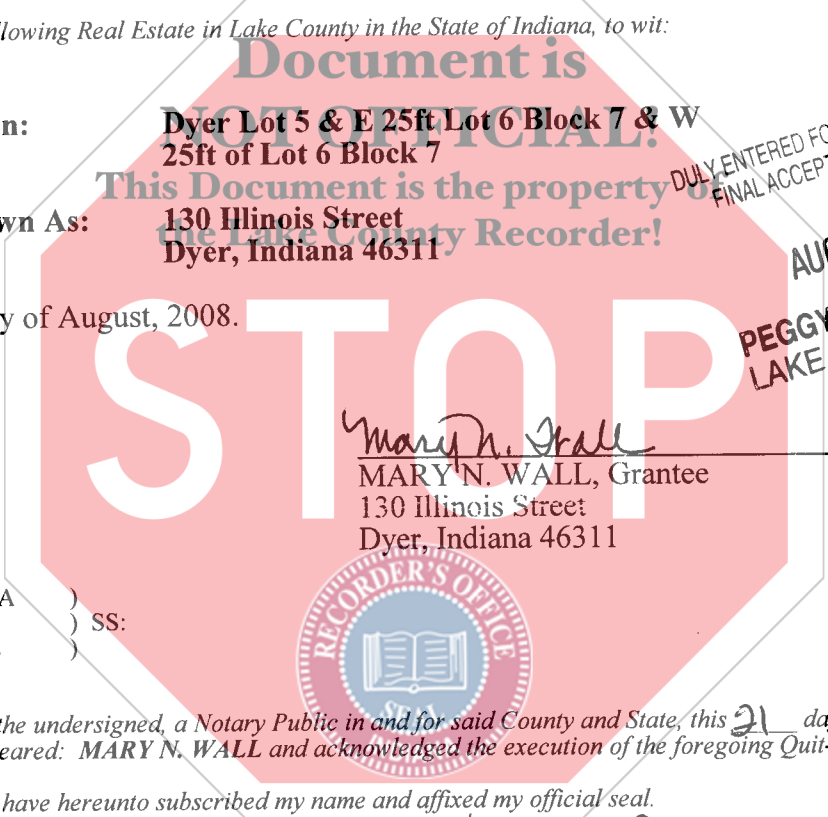 llowing Real Estate in Lake County in the State of Indiana, to wit:
Document is
NOT OFFICIAL!
n: Dyer Lot 5 & E 25ft Lot 6 Block 7 & W
25ft of Lot 6 Block 7
This Document is the property of
the Lake County Recorder!
DULY ENTERED FO
FINAL ACCEPT
wn As: 130 Illinois Street
Dyer, Indiana 46311
AUG
y of August, 2008.
PEGGY
LAKE
STOP
Mary N. Wall
MARY N. WALL, Grantee
130 Illinois Street
Dyer, Indiana 46311
RECORDER'S OFFICE
SEAL
A )
) SS:
)
the undersigned, a Notary Public in and for said County and State, this 21 da
eared: MARY N. WALL and acknowledged the execution of the foregoing Quit-
have hereunto subscribed my name and affixed my official seal.